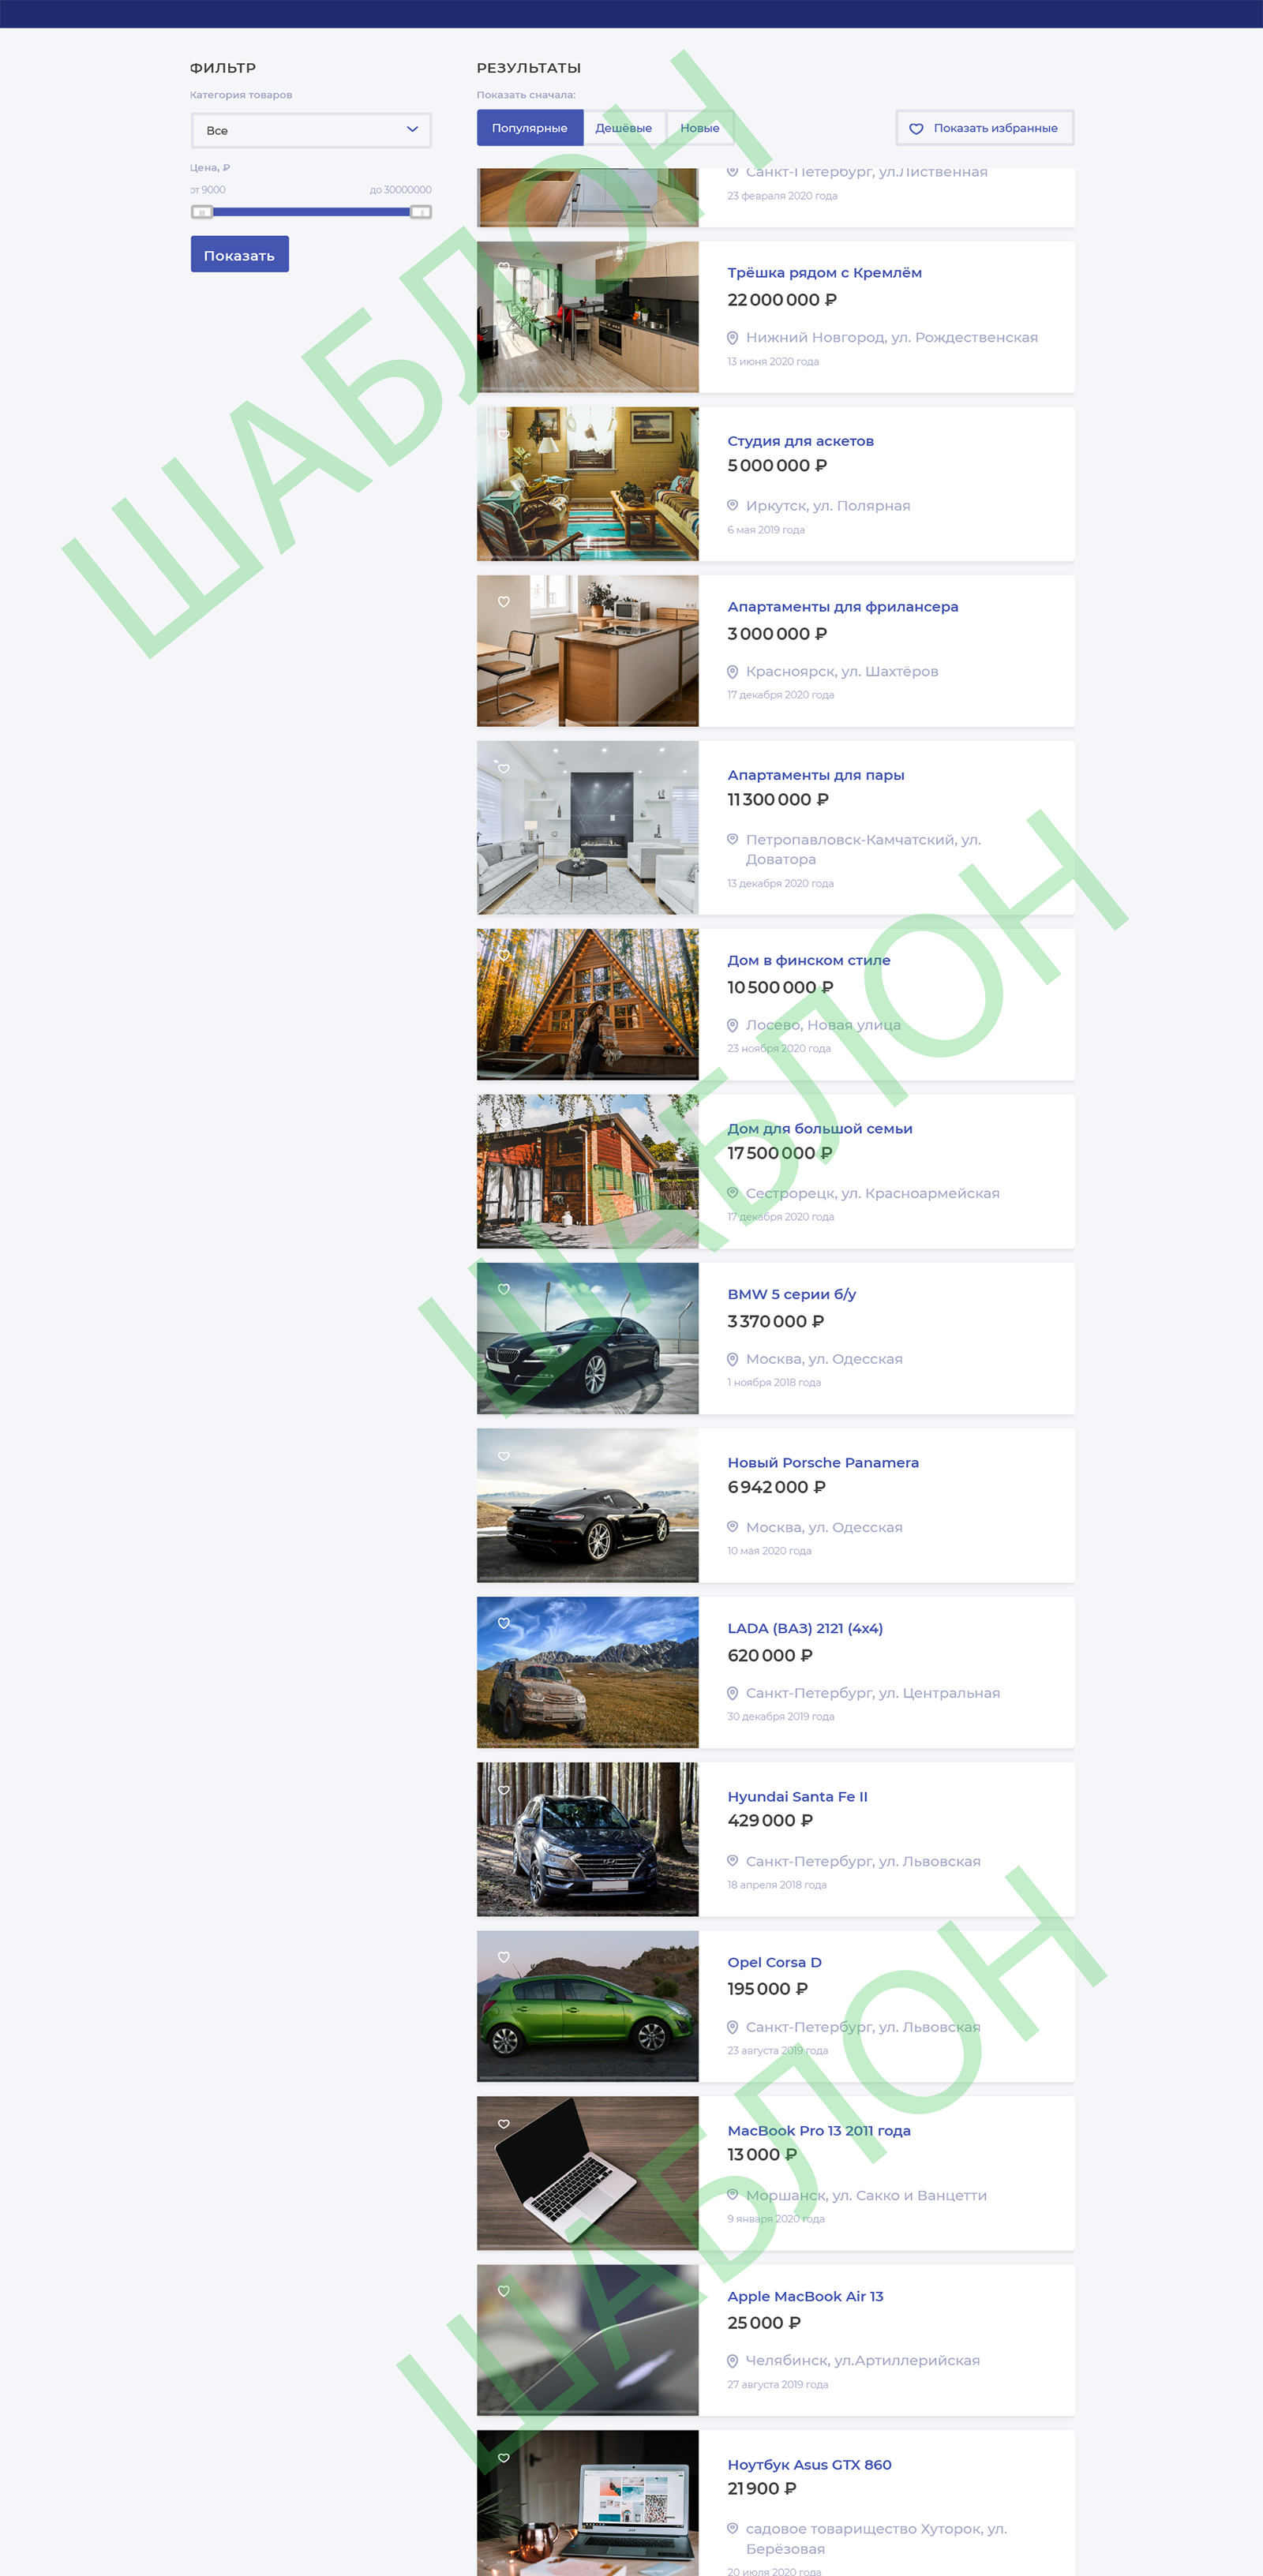 ФИЛЬТР
Категория товаров
Все
Цена, ₽
от 9000
до 30000000
Показать
РЕЗУЛЬТАТЫ
Показать сначала:
Популярные
Дешёвые
Новые
Показать избранные
Санкт-Петербург, ул.Лиственная
23 февраля 2020 года
Трёшка рядом с Кремлём
22 000 000 ₽
Нижний Новгород, ул. Рождественская
13 июня 2020 года
Студия для аскетов
5 000 000 ₽
Иркутск, ул. Полярная
6 мая 2019 года
Апартаменты для фрилансера
3 000 000 ₽
Красноярск, ул. Шахтёров
17 декабря 2020 года
Апартаменты для пары
11 300 000 ₽
Петропавловск-Камчатский, ул.
Доватора
13 декабря 2020 года
Дом в финском стиле
10 500 000 ₽
Лосево, Новая улица
23 ноября 2020 года
Дом для большой семьи
17 500 000 ₽
Сестрорецк, ул. Красноармейская
17 декабря 2020 года
BMW 5 серии б/у
3 370 000 ₽
Москва, ул. Одесская
1 ноября 2018 года
Новый Porsche Panamera
6 942 000 ₽
Москва, ул. Одесская
10 мая 2020 года
LADA (ВАЗ) 2121 (4x4)
620 000 ₽
Санкт-Петербург, ул. Центральная
30 декабря 2019 года
Hyundai Santa Fe II
429 000 ₽
Санкт-Петербург, ул. Львовская
18 апреля 2018 года
Opel Corsa D
195 000 ₽
Санкт-Петербург, ул. Львовская
23 августа 2019 года
MacBook Pro 13 2011 года
13 000 ₽
Моршанск, ул. Сакко и Ванцетти
9 января 2020 года
Apple MacBook Air 13
25 000 ₽
Челябинск, ул.Артиллерийская
27 августа 2019 года
Ноутбук Asus GTX 860
21 900 ₽
садовое товарищество Хуторок, ул.
Берёзовая
20 июля 2020 года
ШАБЛОН
ШАБЛОН
ШАБЛОН